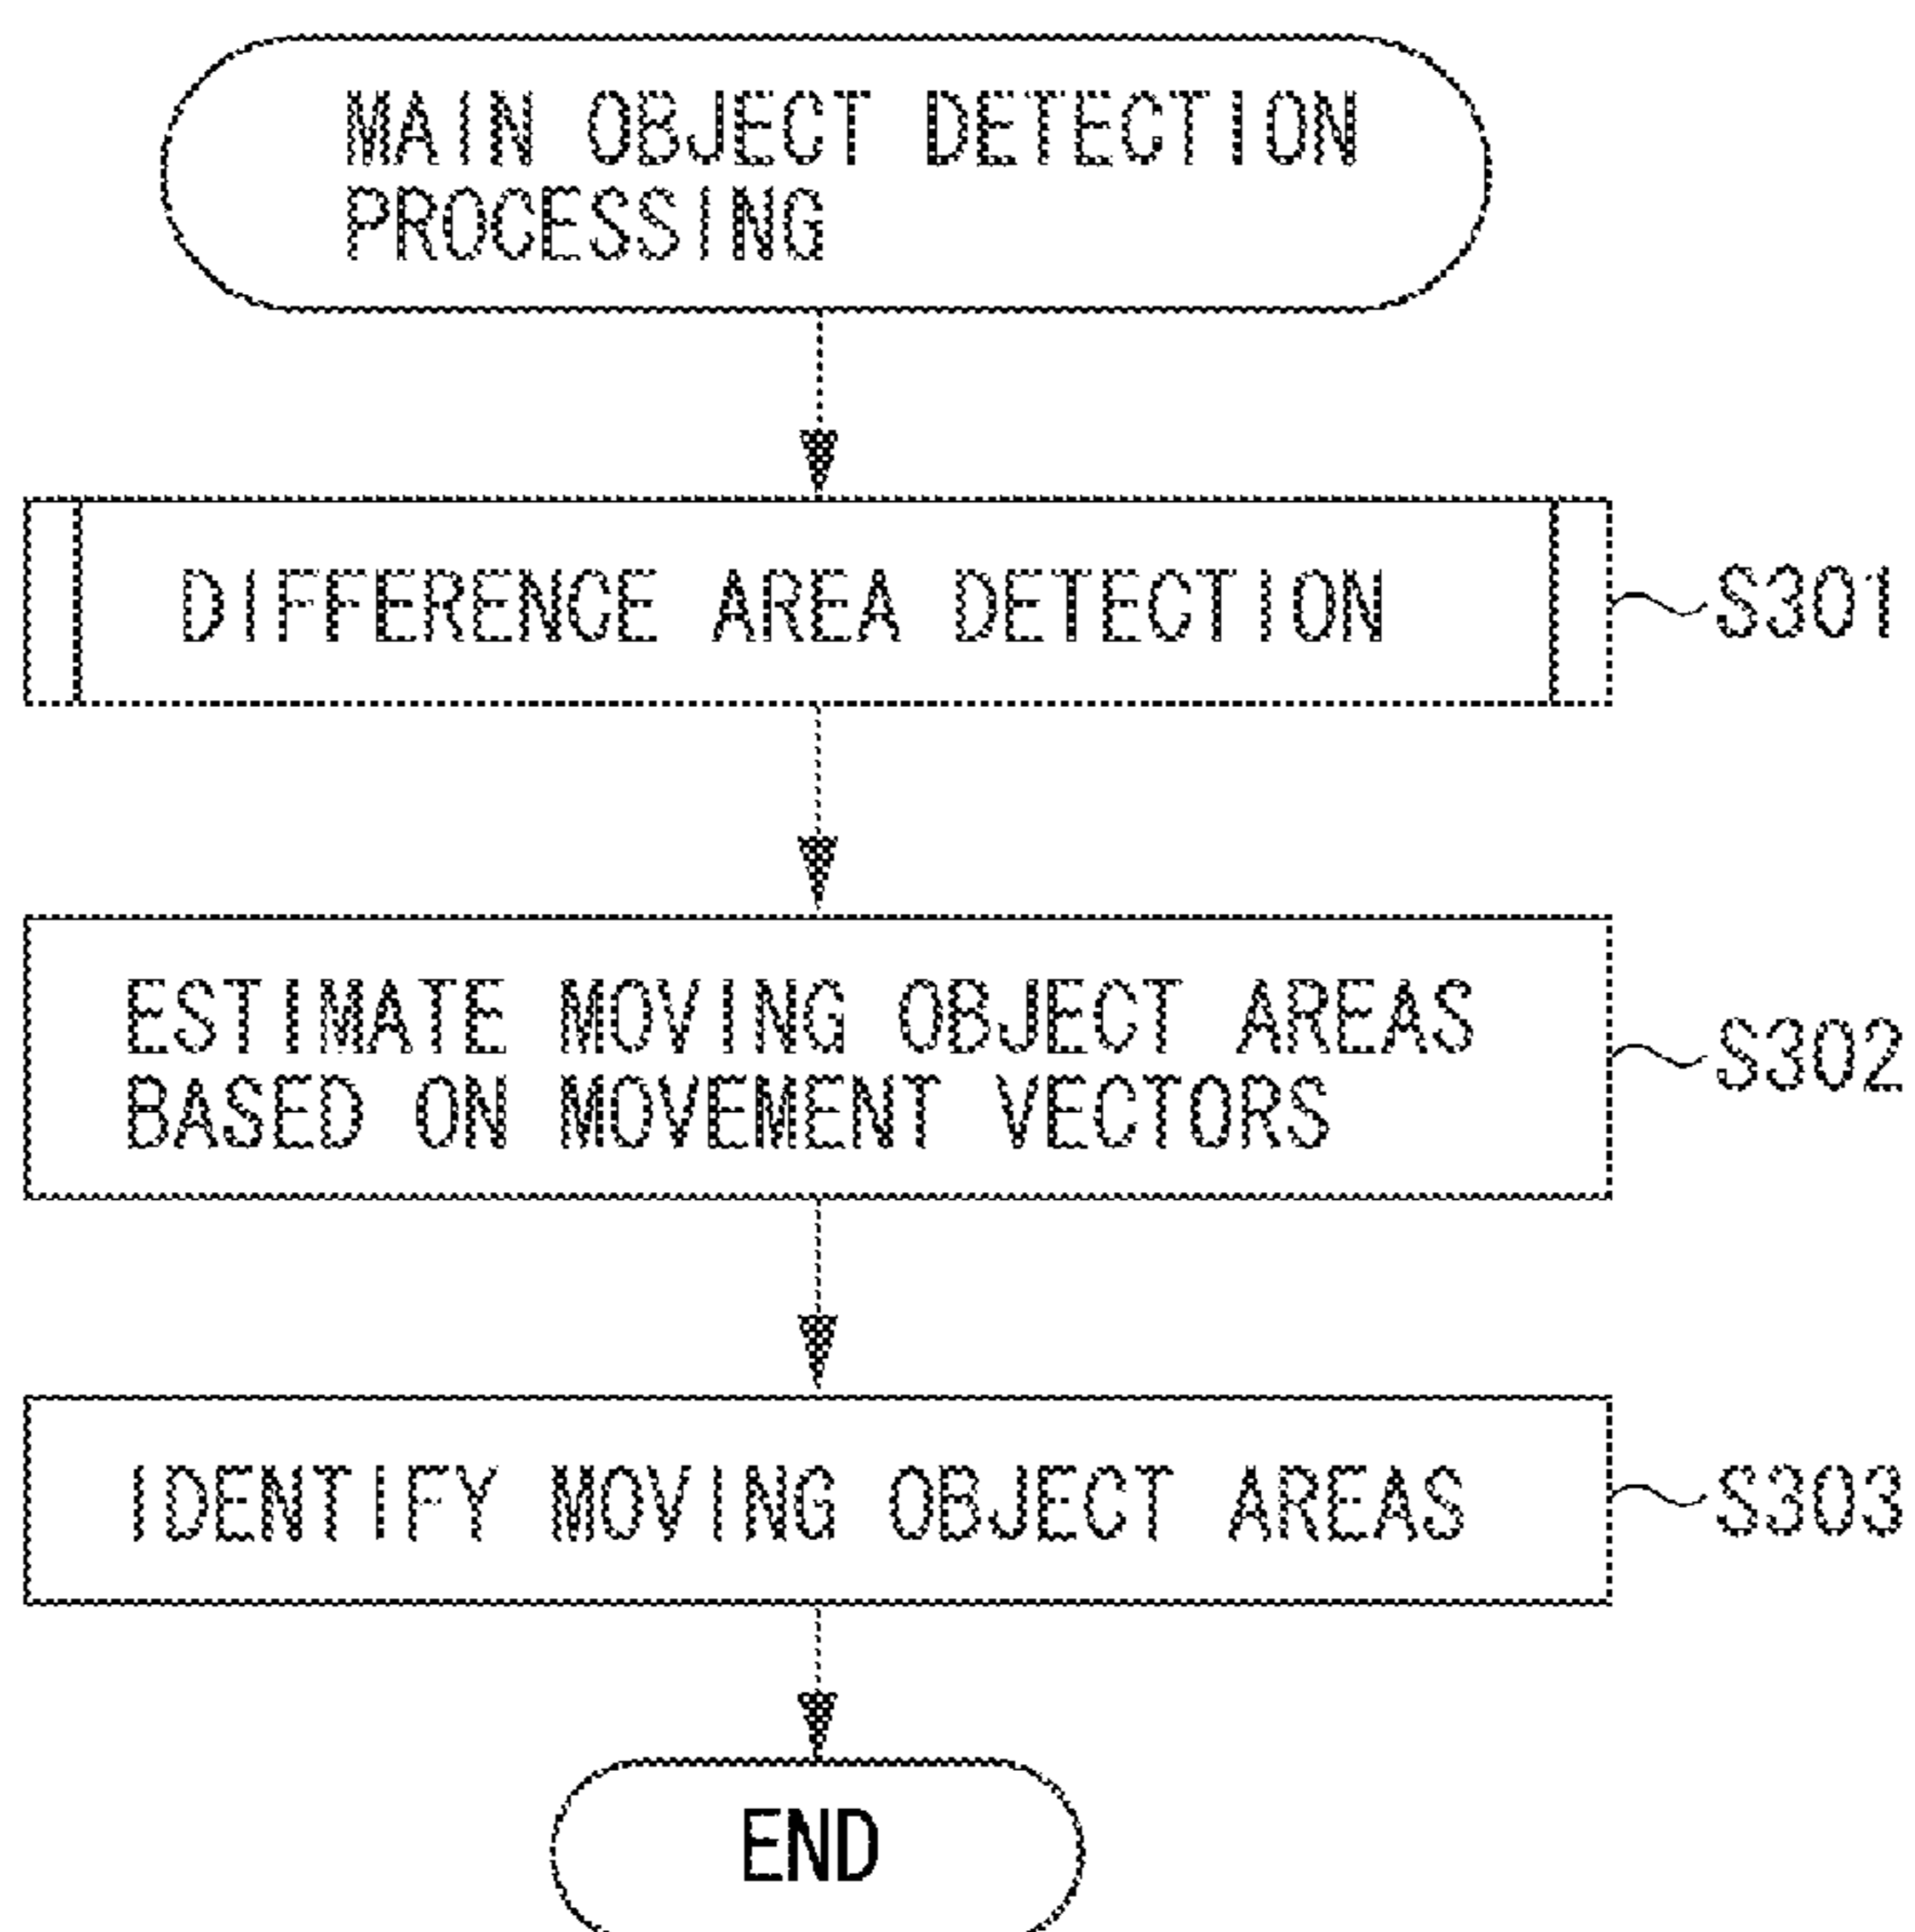 MAIN OBJECT DETECTION
PROCESSING
DIFFERENCE AREA DETECTION
S301
ESTIMATE MOVING OBJECT AREAS
BASED ON MOVEMENT VECTORS
S302
IDENTIFY MOVING OBJECT AREAS
S303
END